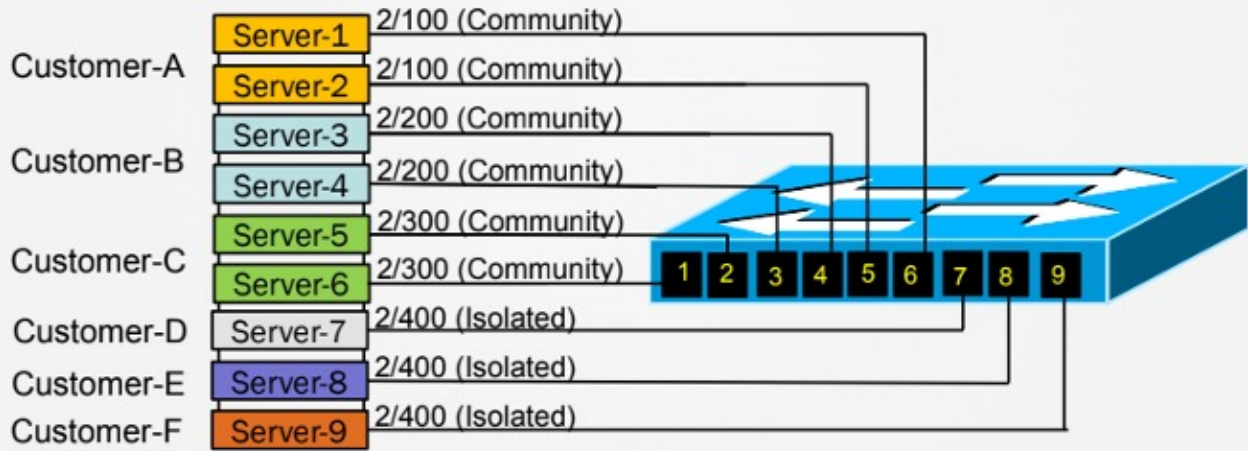 Customer-A
Server-1 2/100 (Community)
Server-2 2/100 (Community)
Customer-B
Server-3 2/200 (Community)
Server-4 2/200 (Community)
Customer-C
Server-5 2/300 (Community)
Server-6 2/300 (Community)
Customer-D Server-7 2/400 (Isolated)
Customer-E Server-8 2/400 (Isolated)
Customer-F Server-9 2/400 (Isolated)
1 2 3 4 5 6 7 8 9